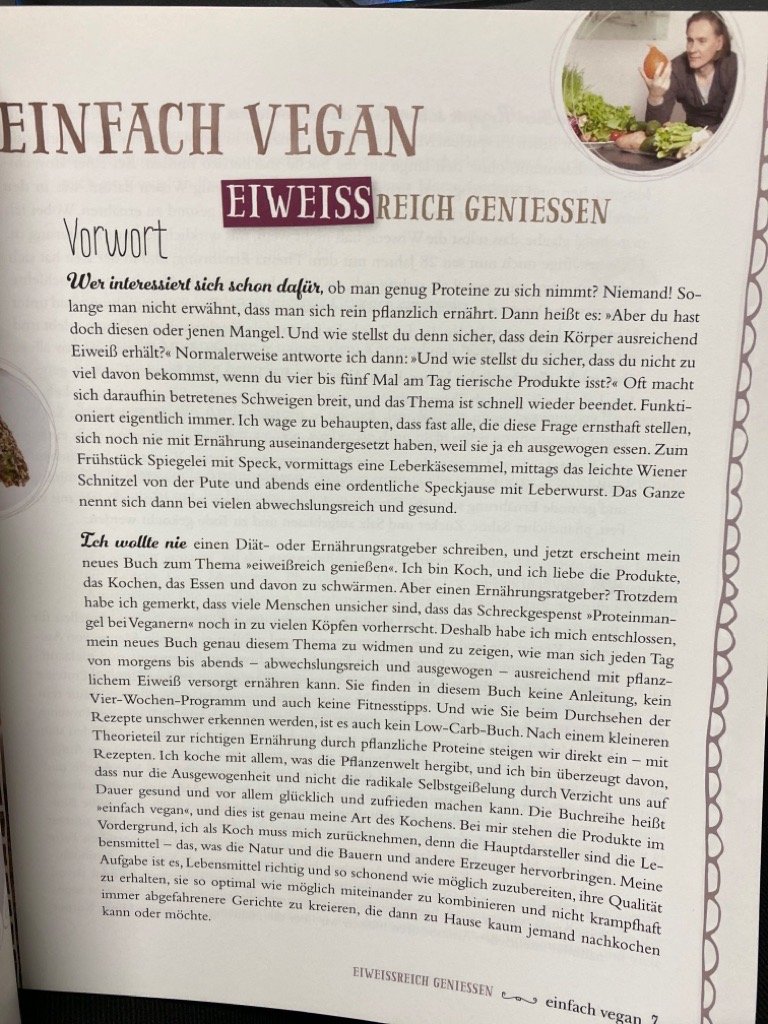 EINFACH VEGAN
EIWEISSREICH GENIESSEN
Vorwort
Wer interessiert sich schon dafür, ob man genug Proteine zu sich nimmt? Niemand! So-
lange man nicht erwähnt, dass man sich rein pflanzlich ernährt. Dann heißt es: »Aber du hast
doch diesen oder jenen Mangel. Und wie stellst du denn sicher, dass dein Körper ausreichend
Eiweiß erhält?« Normalerweise antworte ich dann: »Und wie stellst du sicher, dass du nicht zu
viel davon bekommst, wenn du vier bis fünf Mal am Tag tierische Produkte isst?« Oft macht
sich daraufhin betretenes Schweigen breit, und das Thema ist schnell wieder beendet. Funkti-
oniert eigentlich immer. Ich wage zu behaupten, dass fast alle, die diese Frage ernsthaft stellen,
sich noch nie mit Ernährung auseinandergesetzt haben, weil sie ja eh ausgewogen essen. Zum
Frühstück Spiegelei mit Speck, vormittags eine Leberkäsesemmel, mittags das leichte Wiener
Schnitzel von der Pute und abends eine ordentliche Speckjause mit Leberwurst. Das Ganze
nennt sich dann bei vielen abwechslungsreich und gesund.
Ich wollte nie einen Diät- oder Ernährungsratgeber schreiben, und jetzt erscheint mein
neues Buch zum Thema »eiweißreich genießen«. Ich bin Koch, und ich liebe die Produkte,
das Kochen, das Essen und davon zu schwärmen. Aber einen Ernährungsratgeber? Trotzdem
habe ich gemerkt, dass viele Menschen unsicher sind, dass das Schreckgespenst »Proteinman-
gel bei Veganern« noch in zu vielen Köpfen vorherrscht. Deshalb habe ich mich entschlossen,
mein neues Buch genau diesem Thema zu widmen und zu zeigen, wie man sich jeden Tag
von morgens bis abends – abwechslungsreich und ausgewogen – ausreichend mit pflanz-
lichem Eiweiß versorgt ernähren kann. Sie finden in diesem Buch keine Anleitung, kein
Vier-Wochen-Programm und auch keine Fitnesstipps. Und wie Sie beim Durchsehen der
Rezepte unschwer erkennen werden, ist es auch kein Low-Carb-Buch. Nach einem kleineren
Theorieteil zur richtigen Ernährung durch pflanzliche Proteine steigen wir direkt ein – mit
Rezepten. Ich koche mit allem, was die Pflanzenwelt hergibt, und ich bin überzeugt davon,
dass nur die Ausgewogenheit und nicht die radikale Selbstgeißelung durch Verzicht uns auf
Dauer gesund und vor allem glücklich und zufrieden machen kann. Die Buchreihe heißt
»einfach vegan«, und dies ist genau meine Art des Kochens. Bei mir stehen die Produkte im
Vordergrund, ich als Koch muss mich zurücknehmen, denn die Hauptdarsteller sind die Le-
bensmittel – das, was die Natur und die Bauern und andere Erzeuger hervorbringen. Meine
Aufgabe ist es, Lebensmittel richtig und so schonend wie möglich zuzubereiten, ihre Qualität
zu erhalten, sie so optimal wie möglich miteinander zu kombinieren und nicht krampfhaft
immer abgefahrenere Gerichte zu kreieren, die dann zu Hause kaum jemand nachkochen
kann oder möchte.
EIWEISSREICH GENIESSEN einfach vegan 7